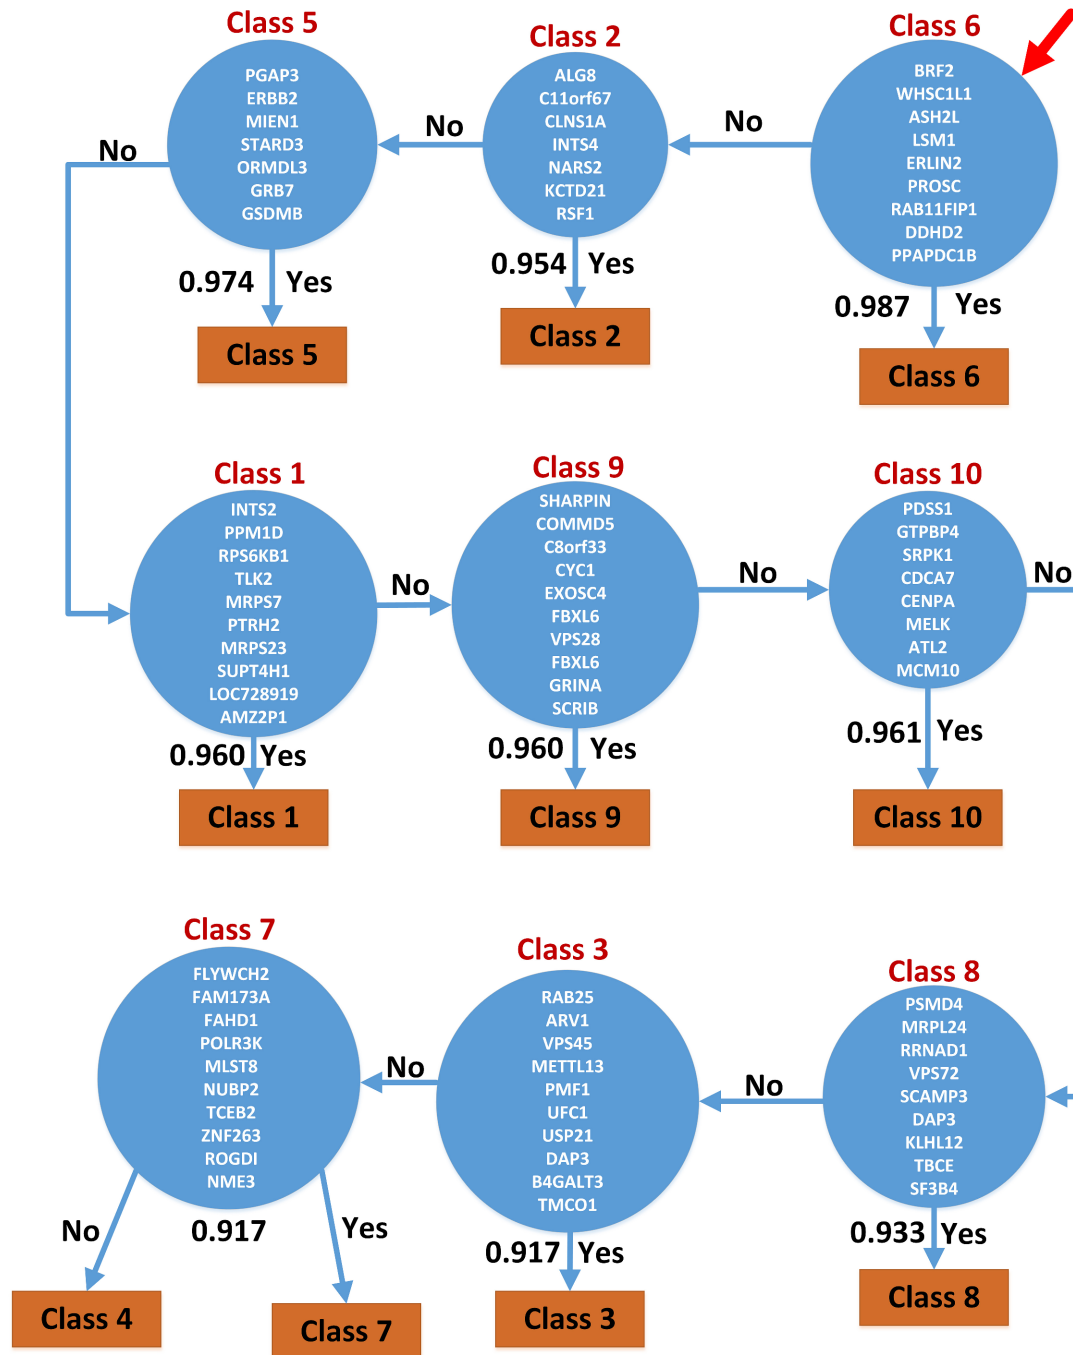 Class 5
PGAP3
ERBB2
MIEN1
STARD3
ORMDL3
GRB7
GSDMB
No
0.974 Yes
Class 5
Class 2
ALG8
C11orf67
CLNS1A
INTS4
NARS2
KCTD21
RSF1
No
0.954 Yes
Class 2
Class 6
BRF2
WHSC1L1
ASH2L
LSM1
ERLIN2
PROSC
RAB11FIP1
DDHD2
PPAPDC1B
No
0.987 Yes
Class 6
Class 1
INTS2
PPM1D
RPS6KB1
TLK2
MRPS7
PTRH2
MRPS23
SUPT4H1
LOC728919
AMZ2P1
No
0.960 Yes
Class 1
Class 9
SHARPIN
COMMD5
C8orf33
CYC1
EXOSC4
FBXL6
VPS28
FBXL6
GRINA
SCRIB
No
0.960 Yes
Class 9
Class 10
PDSS1
GTPBP4
SRPK1
CDCA7
CENPA
MELK
ATL2
MCM10
No
0.961 Yes
Class 10
Class 7
FLYWCH2
FAM173A
FAHD1
POLR3K
MLST8
NUBP2
TCEB2
ZNF263
ROGDI
NME3
No
0.917
Yes
Class 4
Class 7
Class 3
RAB25
ARV1
VPS45
METTL13
PMF1
UFC1
USP21
DAP3
B4GALT3
TMCO1
No
0.917 Yes
Class 3
Class 8
PSMD4
MRPL24
RRNAD1
VPS72
SCAMP3
DAP3
KLHL12
TBCE
SF3B4
No
0.933 Yes
Class 8